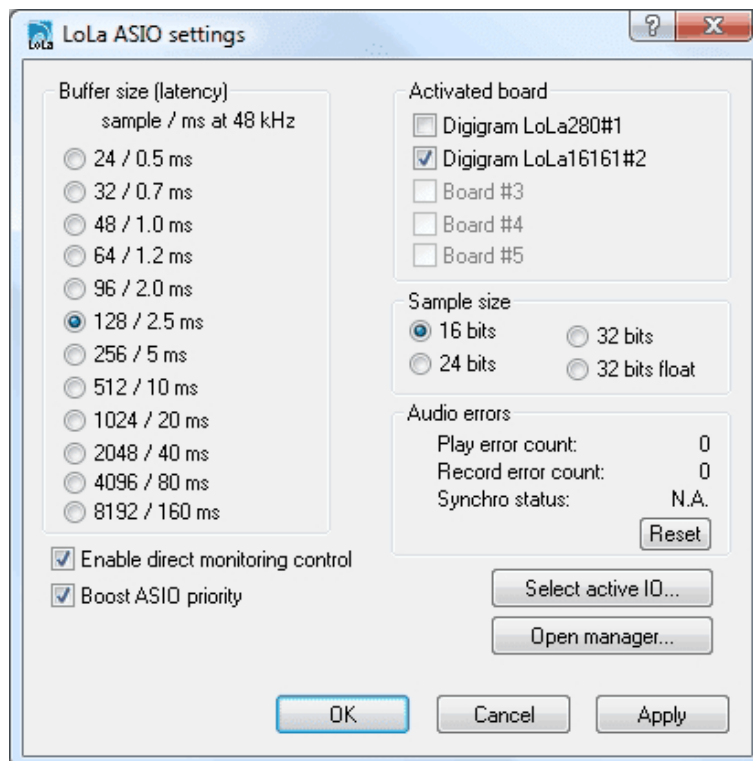 LoLa LoLa ASIO settings
Buffer size (latency)
sample / ms at 48 kHz
24 / 0.5 ms
32 / 0.7 ms
48 / 1.0 ms
64 / 1.2 ms
96 / 2.0 ms
128 / 2.5 ms
256 / 5 ms
512 / 10 ms
1024 / 20 ms
2048 / 40 ms
4096 / 80 ms
8192 / 160 ms
Enable direct monitoring control
Boost ASIO priority
Activated board
Digigram LoLa280#1
Digigram LoLa16161#2
Board #3
Board #4
Board #5
Sample size
16 bits
32 bits
24 bits
32 bits float
Audio errors
Play error count: 0
Record error count: 0
Synchro status: N.A.
Reset
Select active IO...
Open manager...
OK Cancel Apply